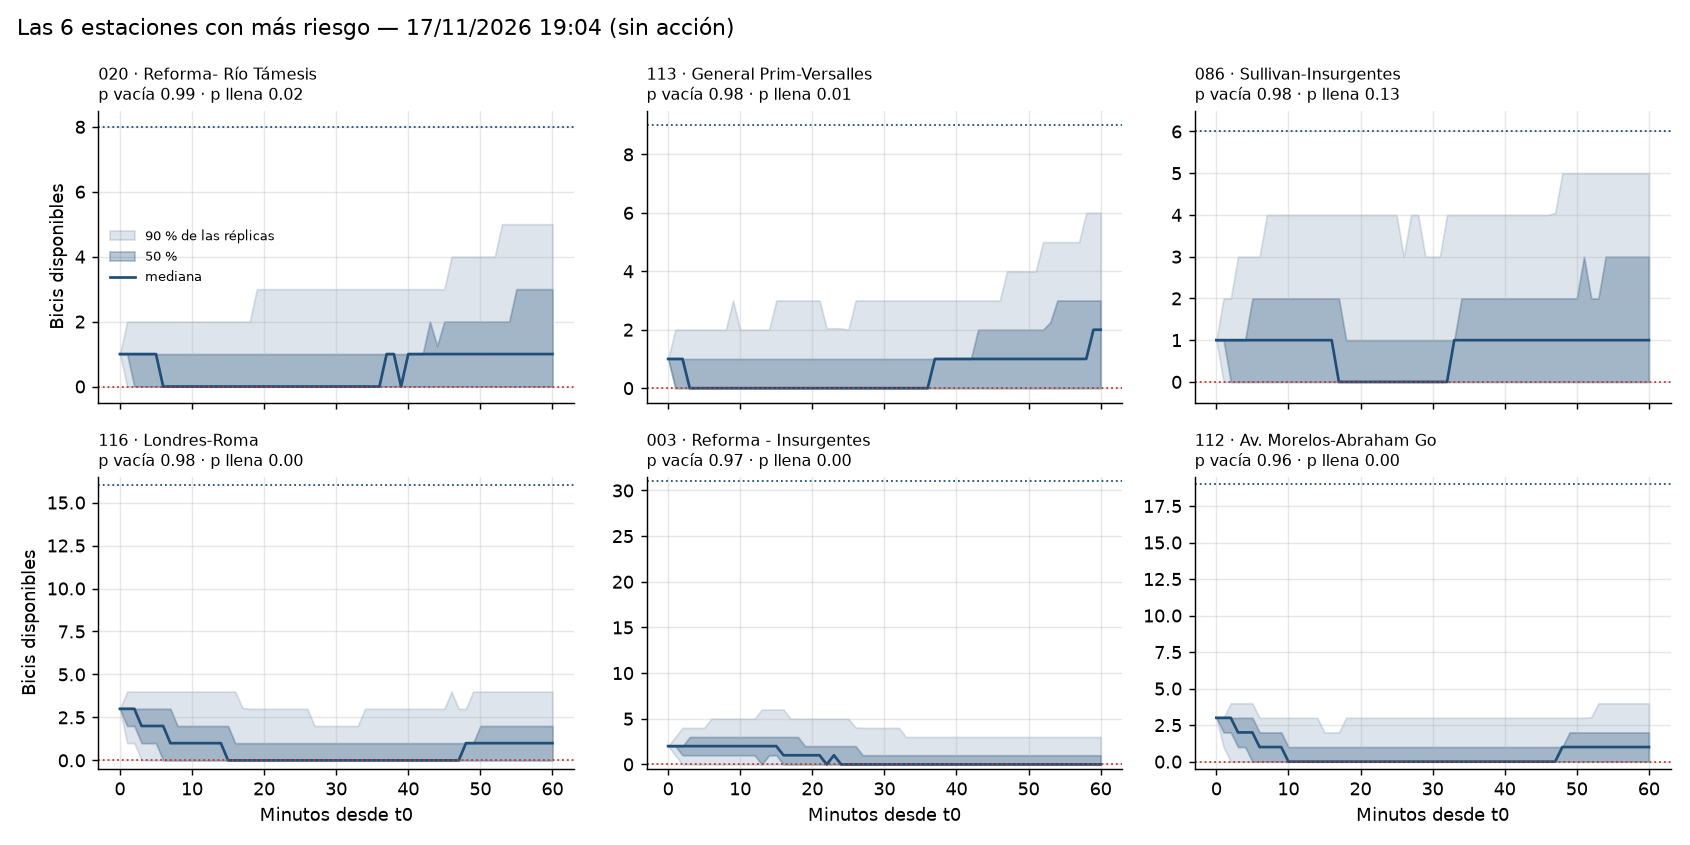 Las 6 estaciones con más riesgo — 17/11/2026 19:04 (sin acción)
020 · Reforma- Río Támesis
p vacía 0.99 · p llena 0.02
8
6
4
2
0
Bicis disponibles
90 % de las réplicas
50 %
mediana
113 · General Prim-Versalles
p vacía 0.98 · p llena 0.01
8
6
4
2
0
086 · Sullivan-Insurgentes
p vacía 0.98 · p llena 0.13
6
5
4
3
2
1
0
116 · Londres-Roma
p vacía 0.98 · p llena 0.00
15.0
12.5
10.0
7.5
5.0
2.5
0.0
Bicis disponibles
0 10 20 30 40 50 60
Minutos desde t0
003 · Reforma - Insurgentes
p vacía 0.97 · p llena 0.00
30
25
20
15
10
5
0
0 10 20 30 40 50 60
Minutos desde t0
112 · Av. Morelos-Abraham Go
p vacía 0.96 · p llena 0.00
17.5
15.0
12.5
10.0
7.5
5.0
2.5
0.0
0 10 20 30 40 50 60
Minutos desde t0